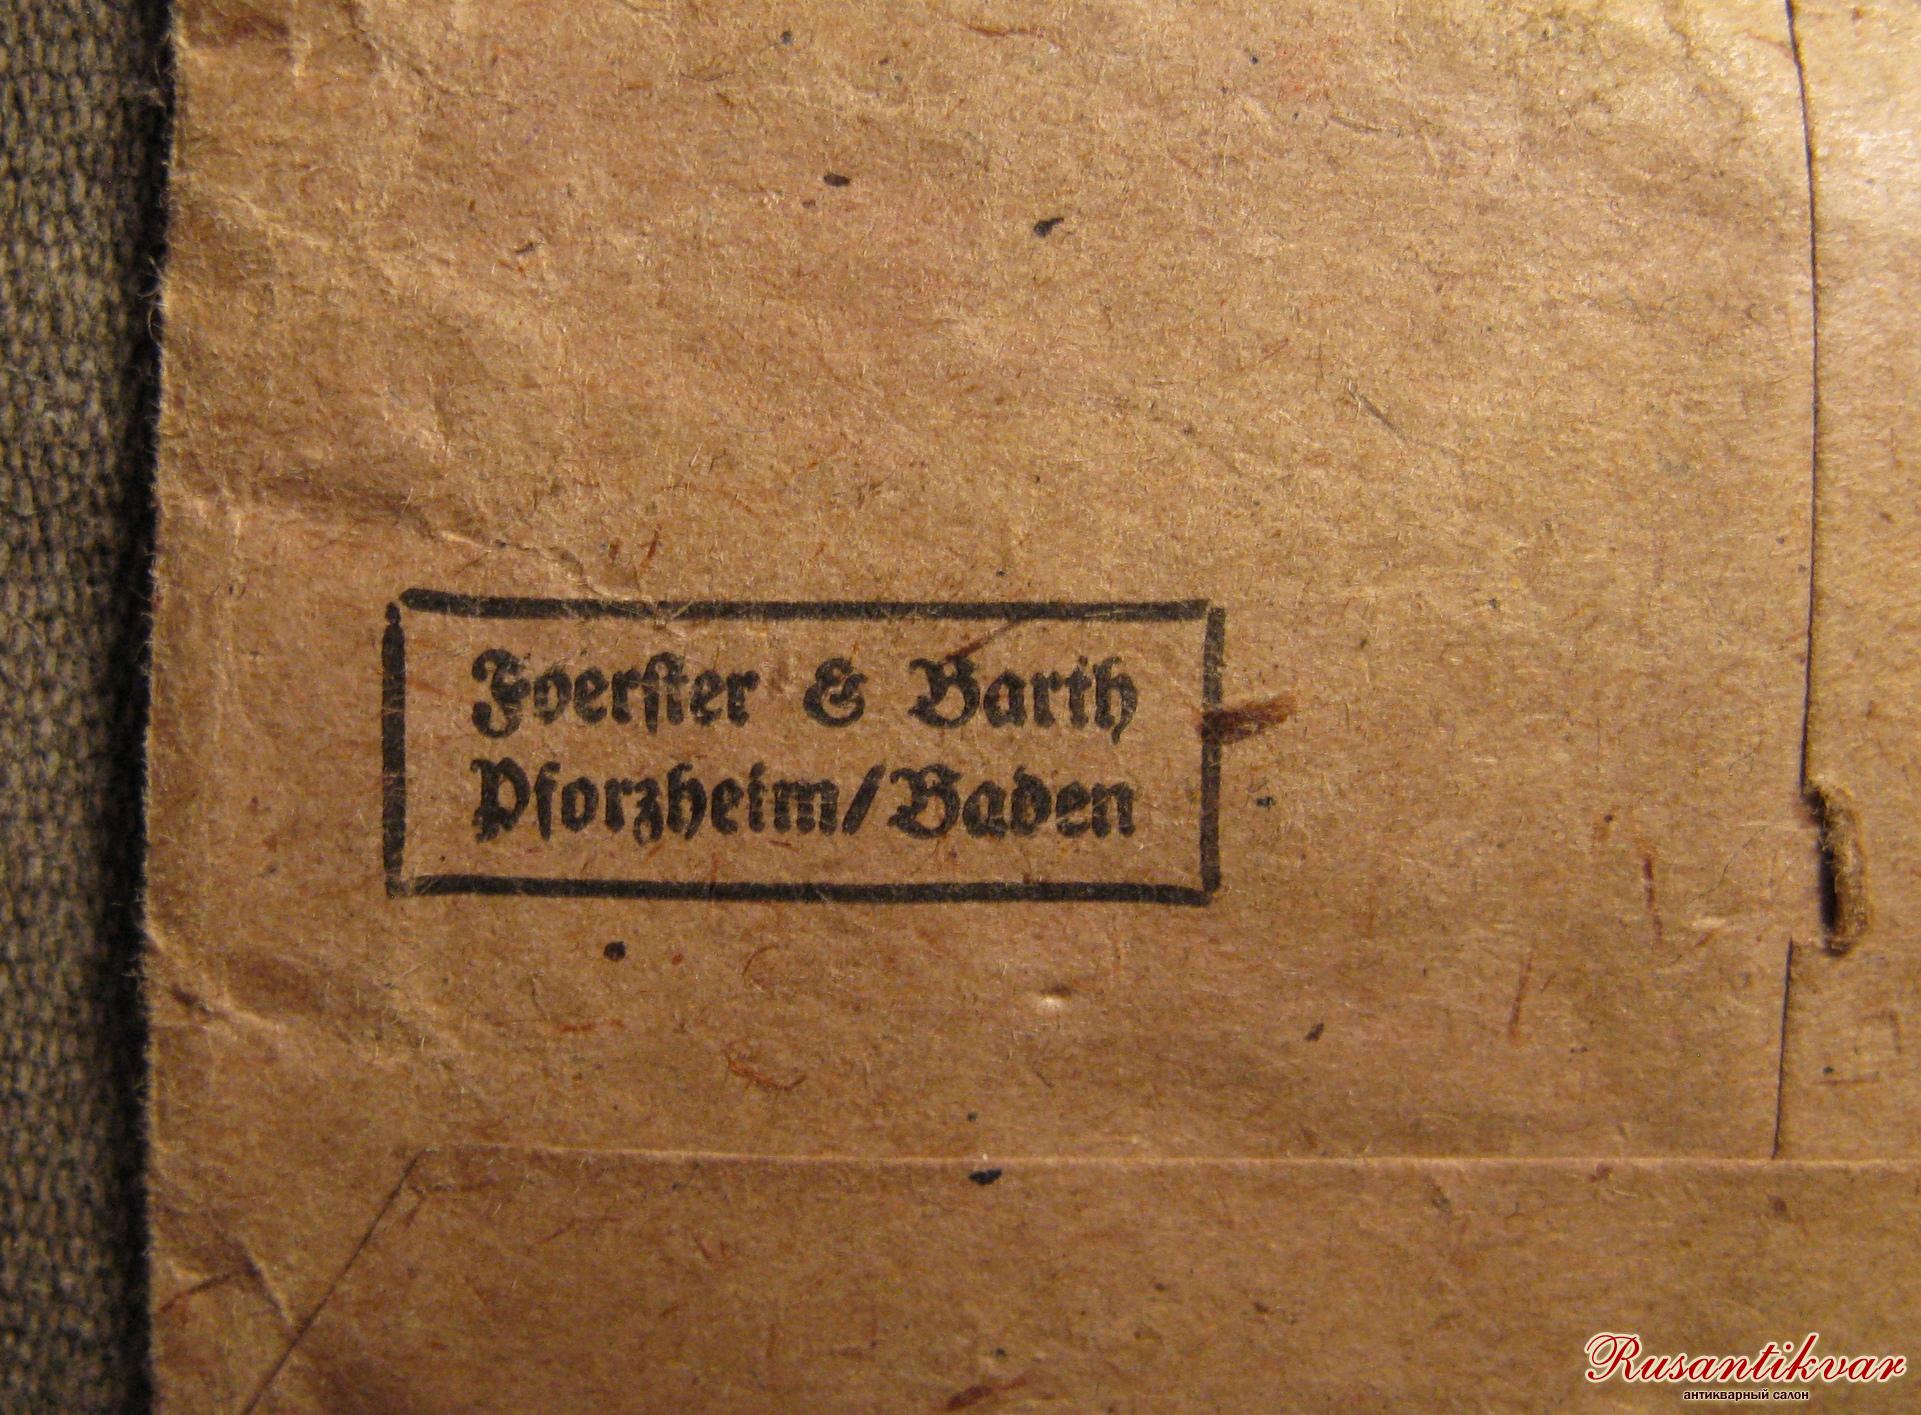 Foerster & Barth
Pforzheim/Baden
Rusantikvar
антикварный салон